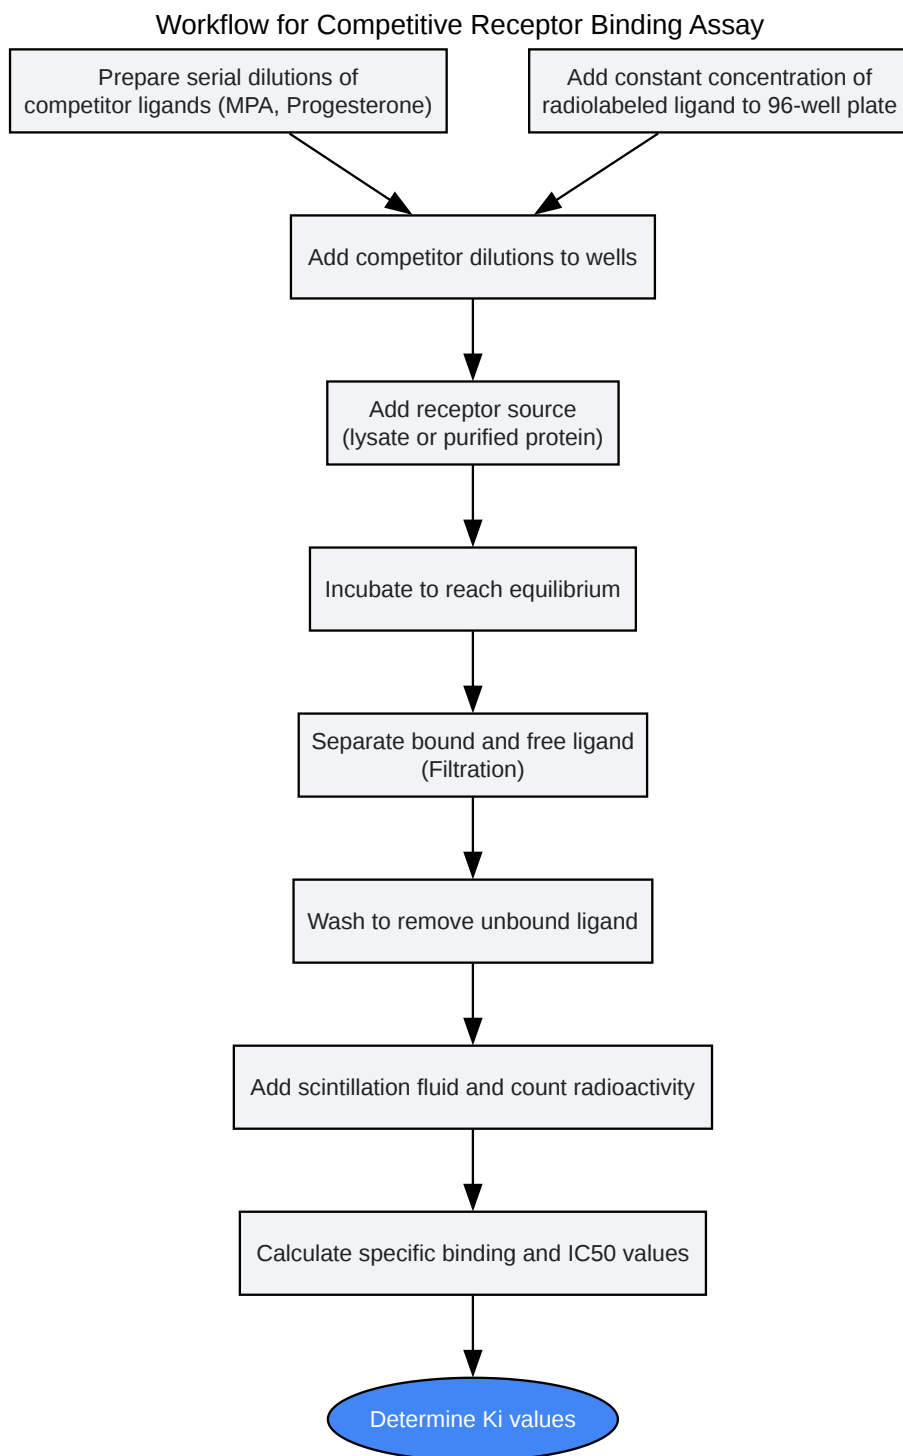 Workflow for Competitive Receptor Binding Assay
Prepare serial dilutions of
competitor ligands (MPA, Progesterone)
Add constant concentration of
radiolabeled ligand to 96-well plate
Add competitor dilutions to wells
Add receptor source
(lysate or purified protein)
Incubate to reach equilibrium
Separate bound and free ligand
(Filtration)
Wash to remove unbound ligand
Add scintillation fluid and count radioactivity
Calculate specific binding and IC50 values
Determine Ki values